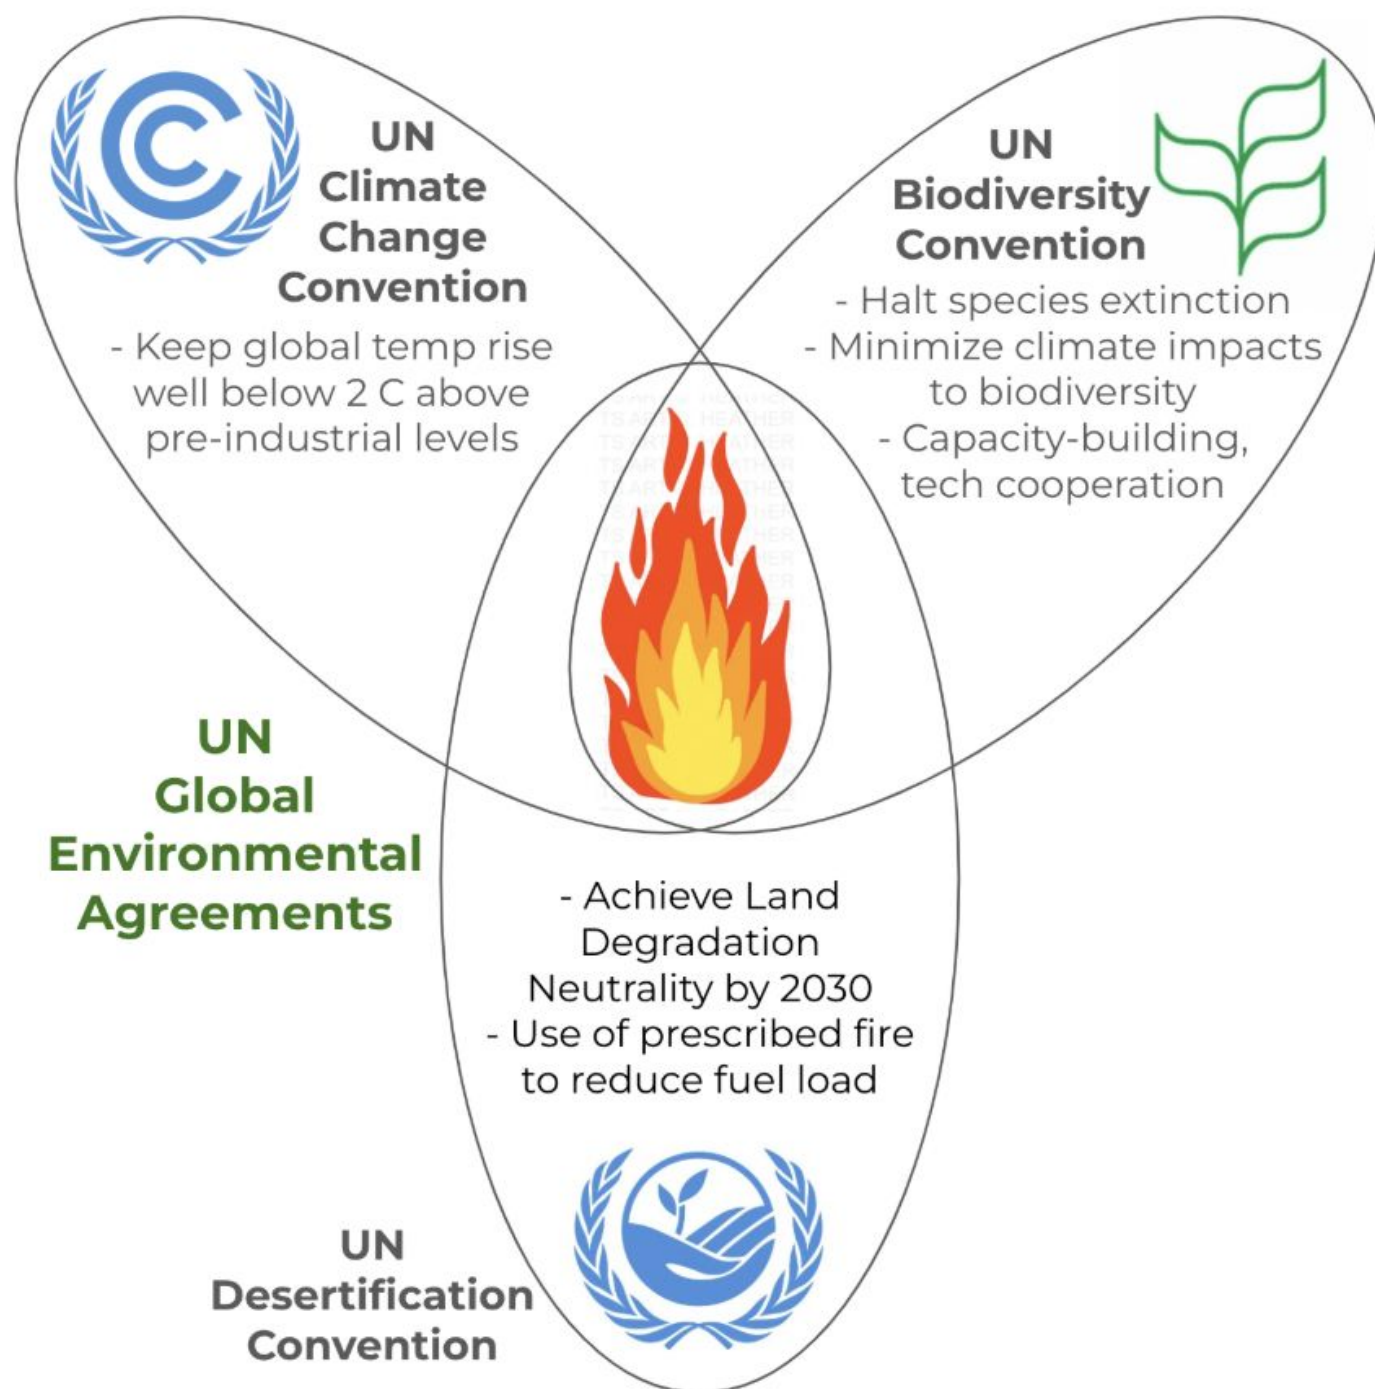 UN
Climate
Change
Convention
- Keep global temp rise
well below 2 C above
pre-industrial levels
UN
Biodiversity
Convention
- Halt species extinction
- Minimize climate impacts
to biodiversity
- Capacity-building,
tech cooperation
UN
Global
Environmental
Agreements
- Achieve Land
Degradation
Neutrality by 2030
- Use of prescribed fire
to reduce fuel load
UN
Desertification
Convention